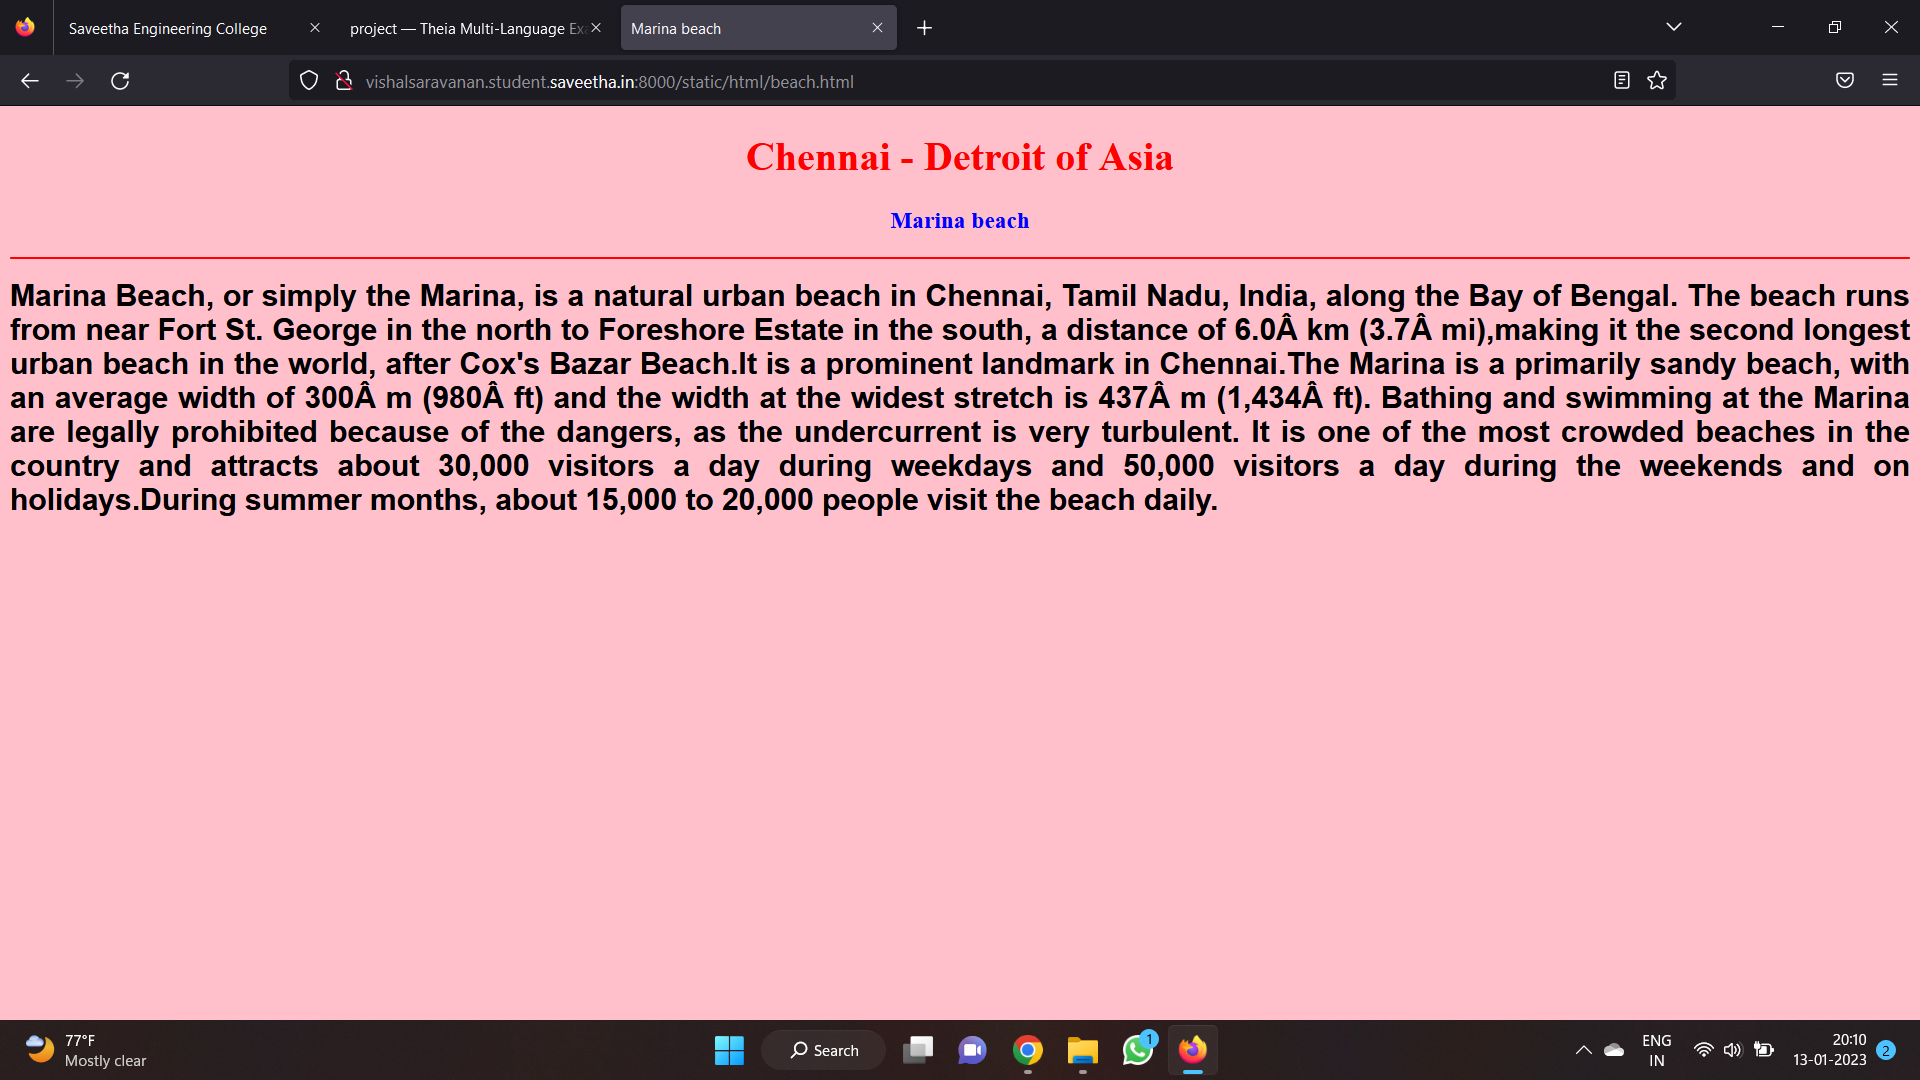 Saveetha Engineering College
project — Theia Multi-Language Ex
Marina beach
vishalsaravanan.student.saveetha.in:8000/static/html/beach.html
Chennai - Detroit of Asia
Marina beach
Marina Beach, or simply the Marina, is a natural urban beach in Chennai, Tamil Nadu, India, along the Bay of Bengal. The beach runs
from near Fort St. George in the north to Foreshore Estate in the south, a distance of 6.0Â km (3.7Â mi),making it the second longest
urban beach in the world, after Cox's Bazar Beach.It is a prominent landmark in Chennai.The Marina is a primarily sandy beach, with
an average width of 300Â m (980Â ft) and the width at the widest stretch is 437Â m (1,434Â ft). Bathing and swimming at the Marina
are legally prohibited because of the dangers, as the undercurrent is very turbulent. It is one of the most crowded beaches in the
country and attracts about 30,000 visitors a day during weekdays and 50,000 visitors a day during the weekends and on
holidays.During summer months, about 15,000 to 20,000 people visit the beach daily.
77°F
Mostly clear
Search
1
ENG
IN
20:10
13-01-2023
2